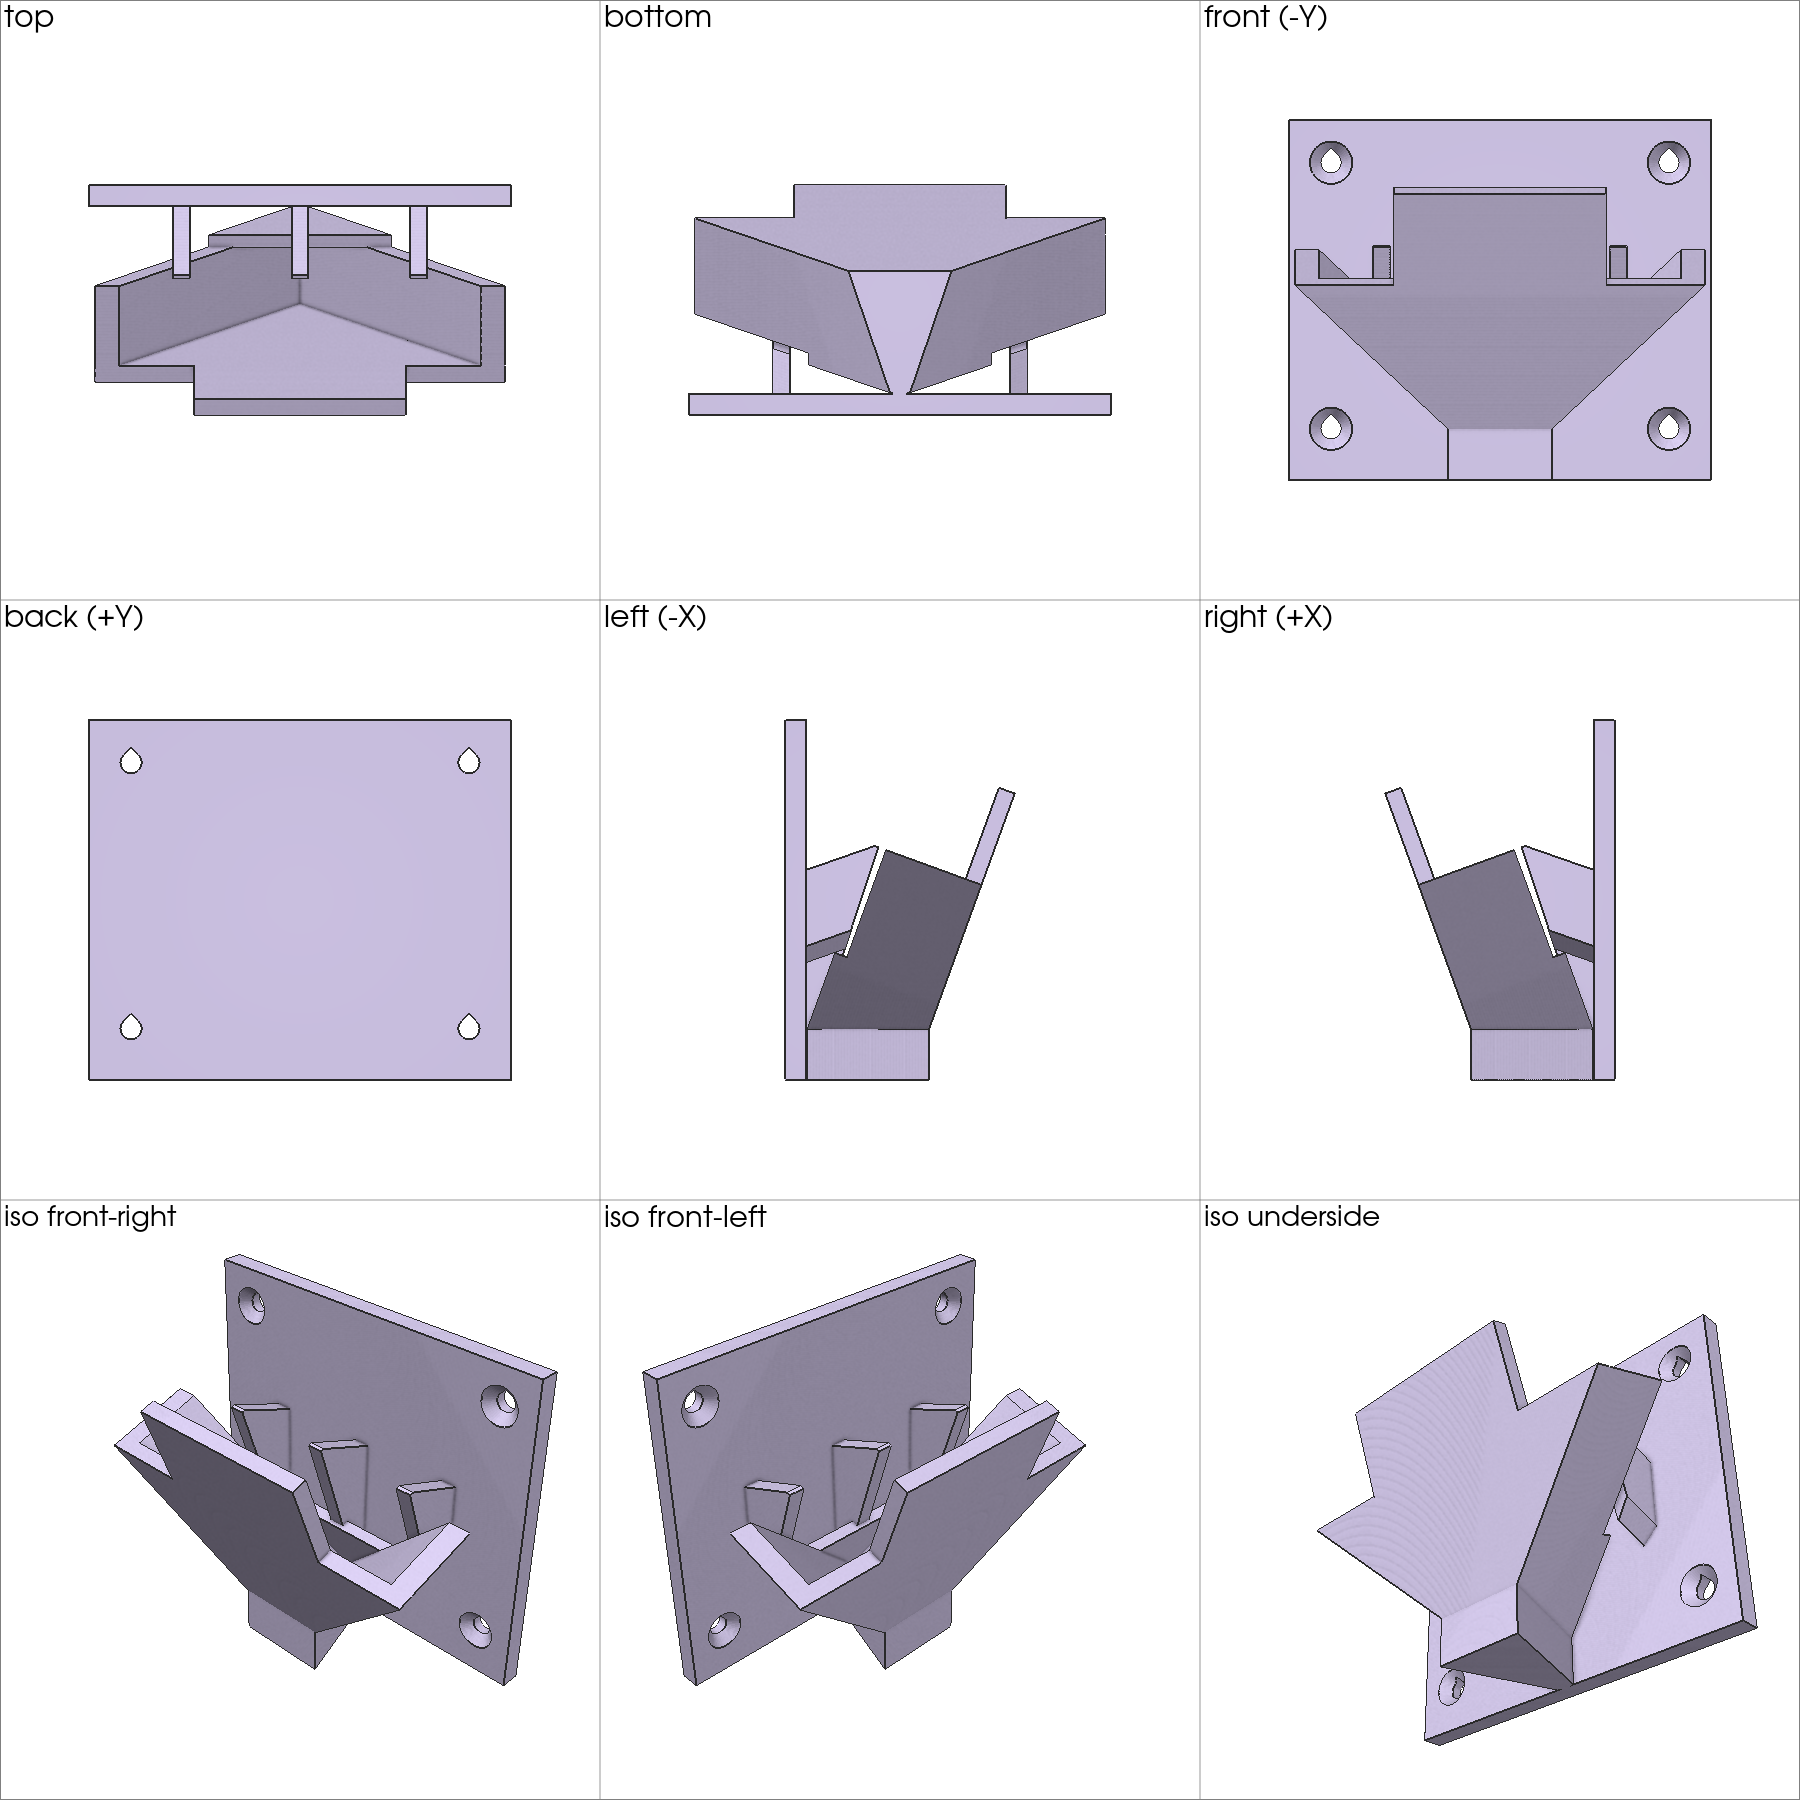 top
bottom
front (-Y)
back (+Y)
left (-X)
right (+X)
iso front-right
iso front-left
iso underside